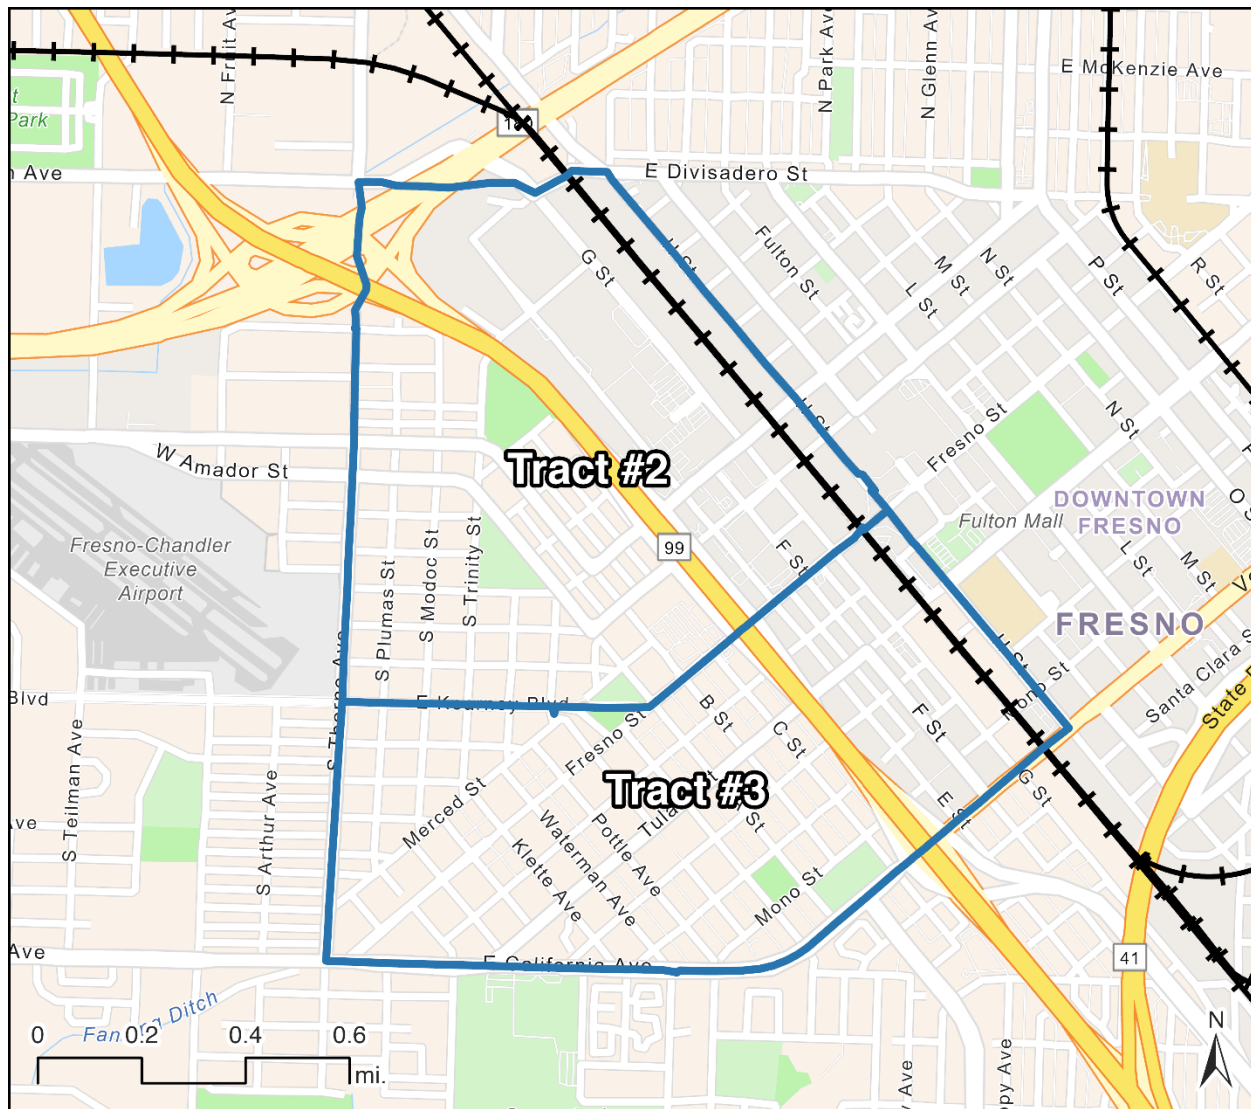 N Fruit Av
N Park Ave
N Glenn Av
E McKenzie Ave
t
Park
n Ave
E Divisadero St
H St
G St
Fulton St
M St
N St
L St
P St
R St
W Amador St
Tract #2
H St
Fresno St
N St
DOWNTOWN
FRESNO
Fulton Mall
O S
Fresno-Chandler
Executive
Airport
99
F St
L St
M St
Ve
S Plumas St
S Modoc St
S Trinity St
FRESNO
H St
Mono St
Santa Clara S
State
Blvd
S Thorne Ave
E Kearney Blvd
Fresno St
B St
C St
F St
S Teilman Ave
S Arthur Ave
Merced St
Tract #3
G St
E St
Ave
Waterman Ave
Pottle Ave
Klette Ave
Mono St
Ave
E California Ave
41
Ditch
0 0.2 0.4 0.6
mi.
N